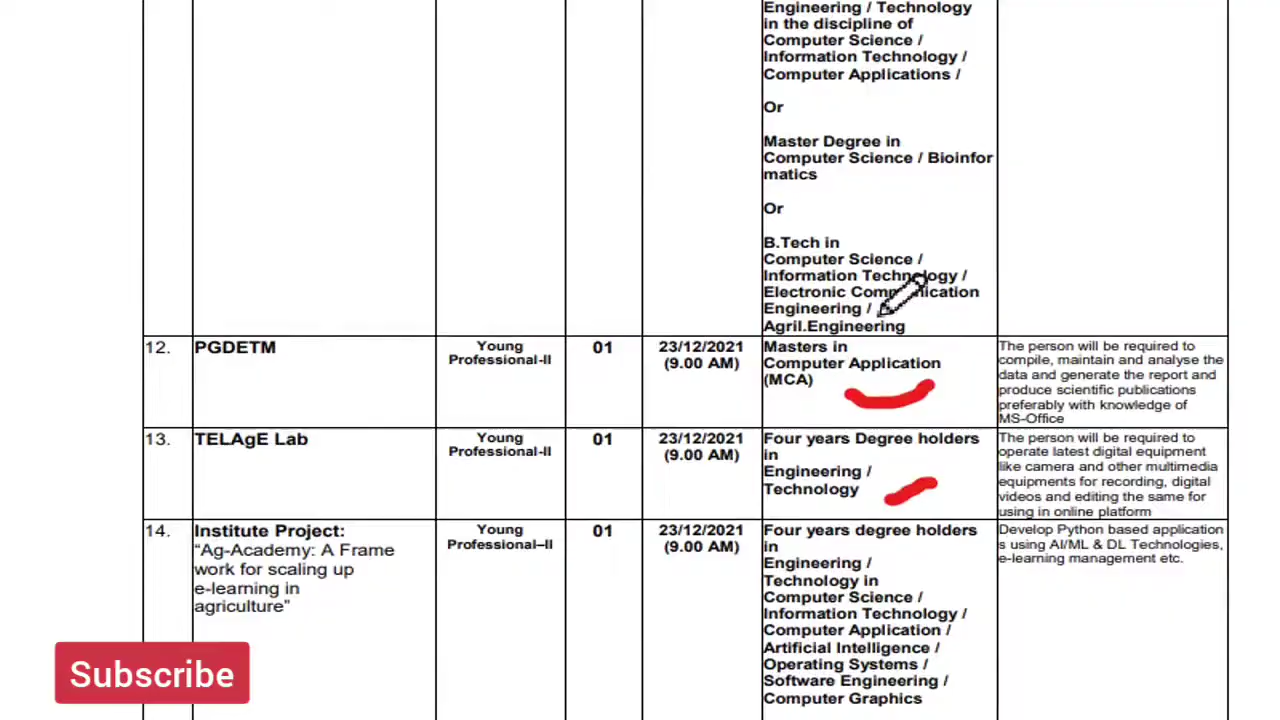 Engineering / Technology
in the discipline of
Computer Science /
Information Technology /
Computer Applications /
Or
Master Degree in
Computer Science / Bioinfor
matics
Or
B.Tech in
Computer Science /
Information Technology /
Electronic Communication
Engineering /
Agril.Engineering
12.
PGDETM
Young
Professional-II
01
23/12/2021
(9.00 AM)
Masters in
Computer Application
(MCA)
The person will be required to
compile, maintain and analyse the
data and generate the report and
produce scientific publications
preferably with knowledge of
MS-Office
13.
TELAgE Lab
Young
Professional-II
01
23/12/2021
(9.00 AM)
Four years Degree holders
in
Engineering /
Technology
The person will be required to
operate latest digital equipment
like camera and other multimedia
equipments for recording, digital
videos and editing the same for
using in online platform
14.
Institute Project:
“Ag-Academy: A Frame
work for scaling up
e-learning in
agriculture”
Young
Professional–II
01
23/12/2021
(9.00 AM)
Four years degree holders
in
Engineering /
Technology in
Computer Science /
Information Technology /
Computer Application /
Artificial Intelligence /
Operating Systems /
Software Engineering /
Computer Graphics
Develop Python based application
s using AI/ML & DL Technologies,
e-learning management etc.
Subscribe